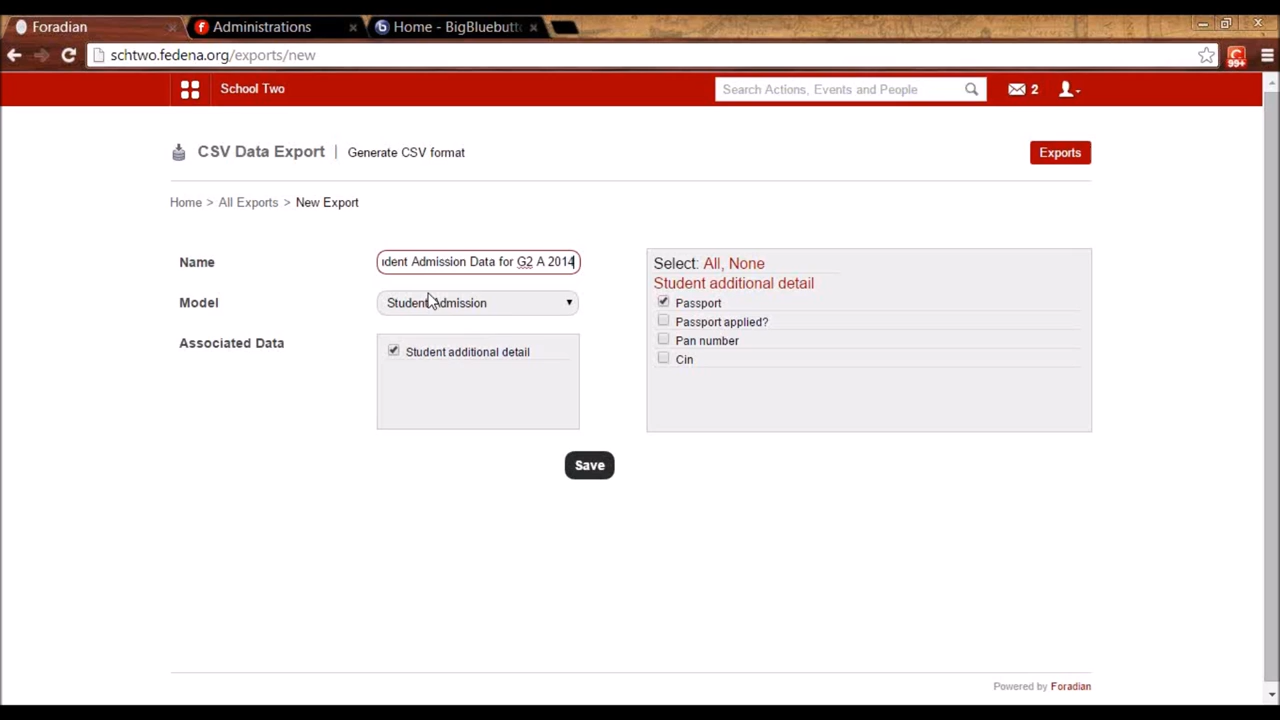 Foradian
Administrations
Home - BigBluebutt
schtwo.fedena.org/exports/new
99+
School Two
Search Actions, Events and People
2
CSV Data Export | Generate CSV format
Exports
Home > All Exports > New Export
Name
dent Admission Data for G2 A 2014
Model
Student Admission
Associated Data
Student additional detail
Select: All, None
Student additional detail
Passport
Passport applied?
Pan number
Cin
Save
Powered by Foradian